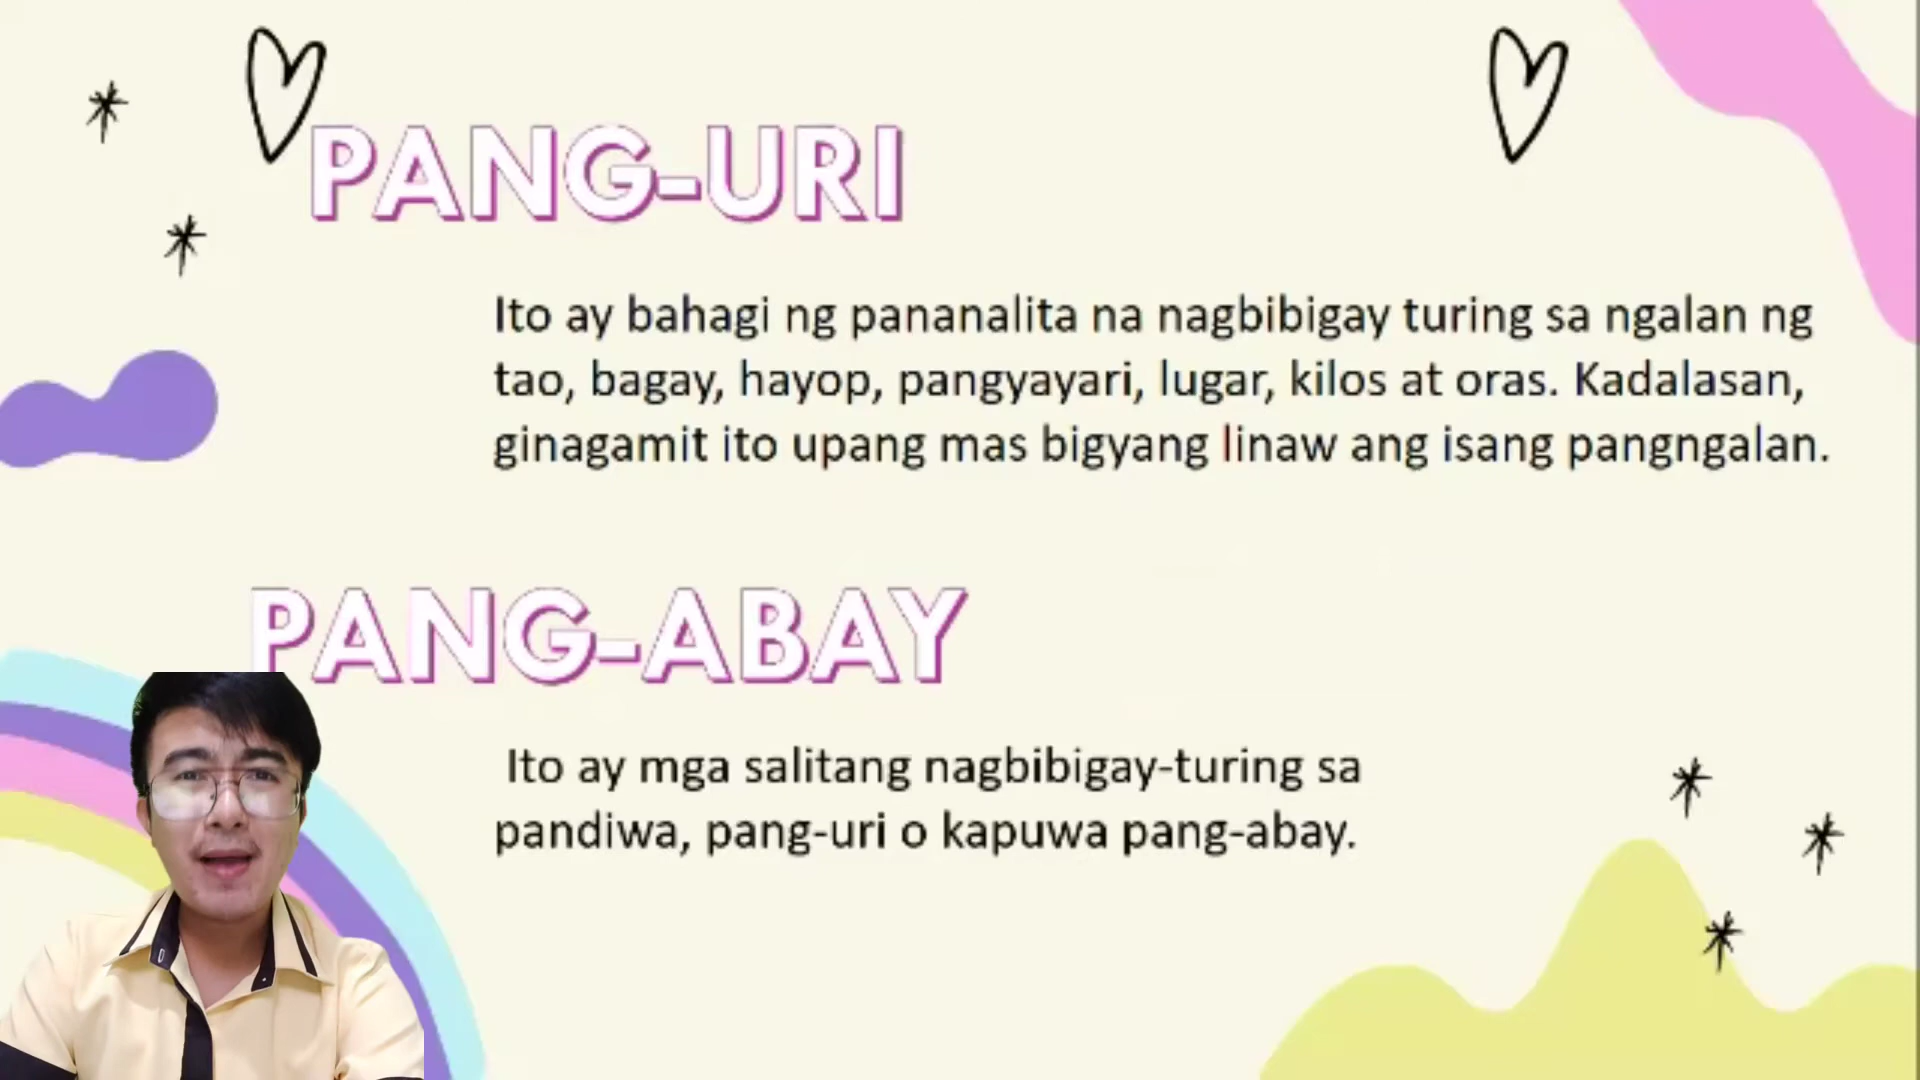 PANG-URI
Ito ay bahagi ng pananalita na nagbibigay turing sa ngalan ng
tao, bagay, hayop, pangyayari, lugar, kilos at oras. Kadalasan,
ginagamit ito upang mas bigyang linaw ang isang pangngalan.
PANG-ABAY
Ito ay mga salitang nagbibigay-turing sa
pandiwa, pang-uri o kapuwa pang-abay.